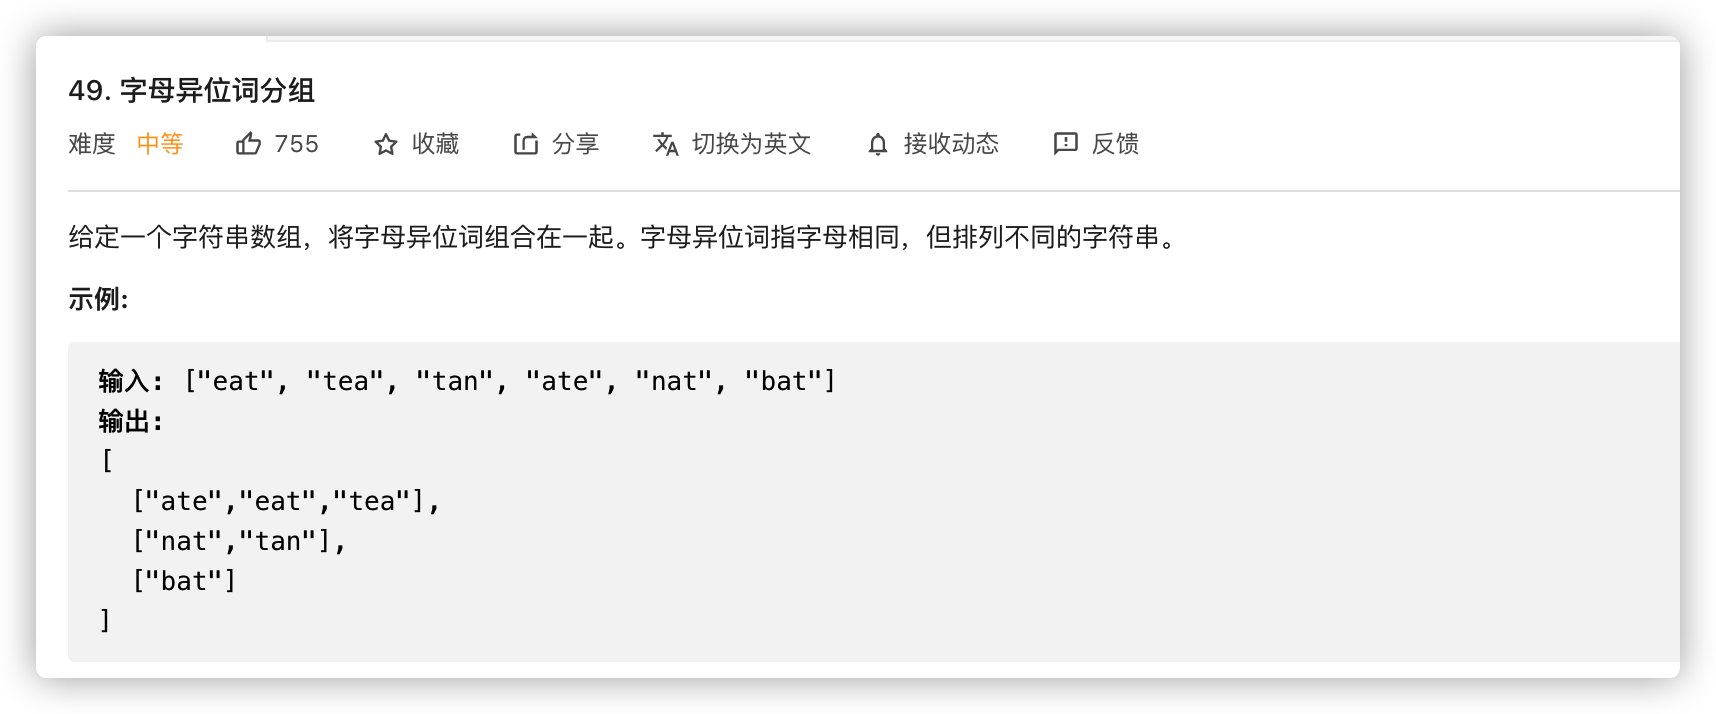 49. 字母异位词分组
难度 中等 755 收藏 分享 切换为英文 接收动态 反馈
给定一个字符串数组，将字母异位词组合在一起。字母异位词指字母相同，但排列不同的字符串。
示例:
输入: ["eat", "tea", "tan", "ate", "nat", "bat"]
输出:
[
["ate","eat","tea"],
["nat","tan"],
["bat"]
]